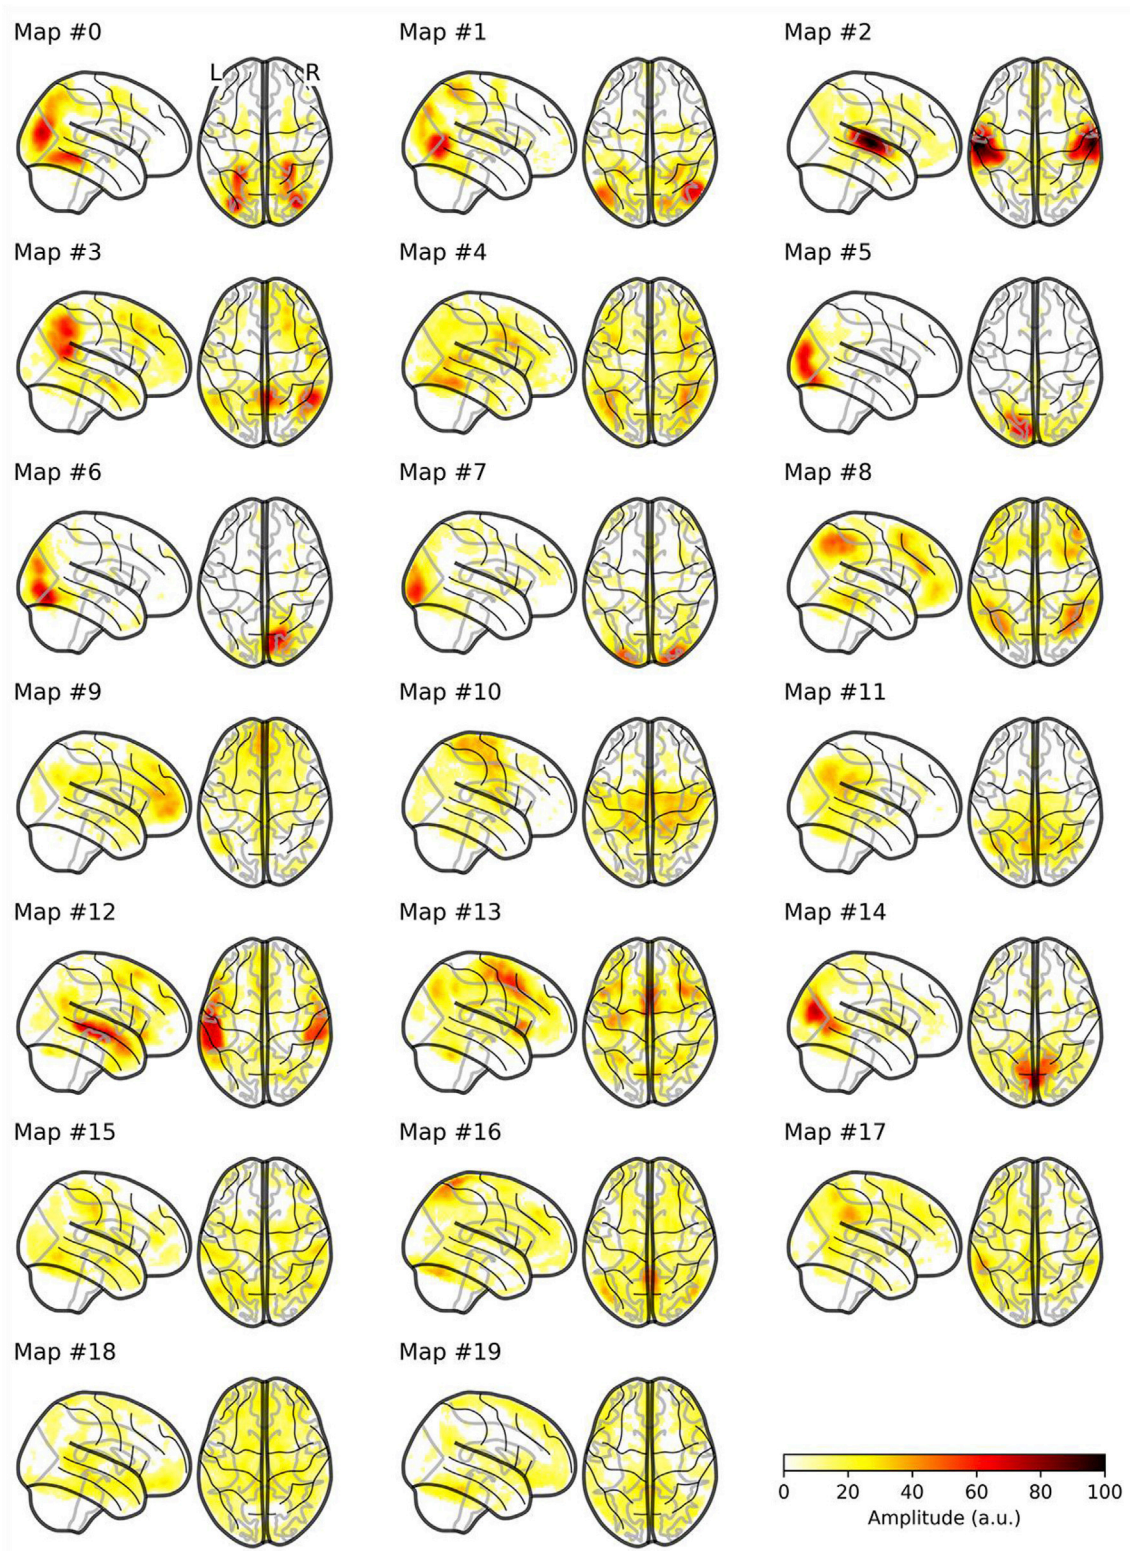 Map #0
L R
Map #1
Map #2
Map #3
Map #4
Map #5
Map #6
Map #7
Map #8
Map #9
Map #10
Map #11
Map #12
Map #13
Map #14
Map #15
Map #16
Map #17
Map #18
Map #19
0 20 40 60 80 100
Amplitude (a.u.)